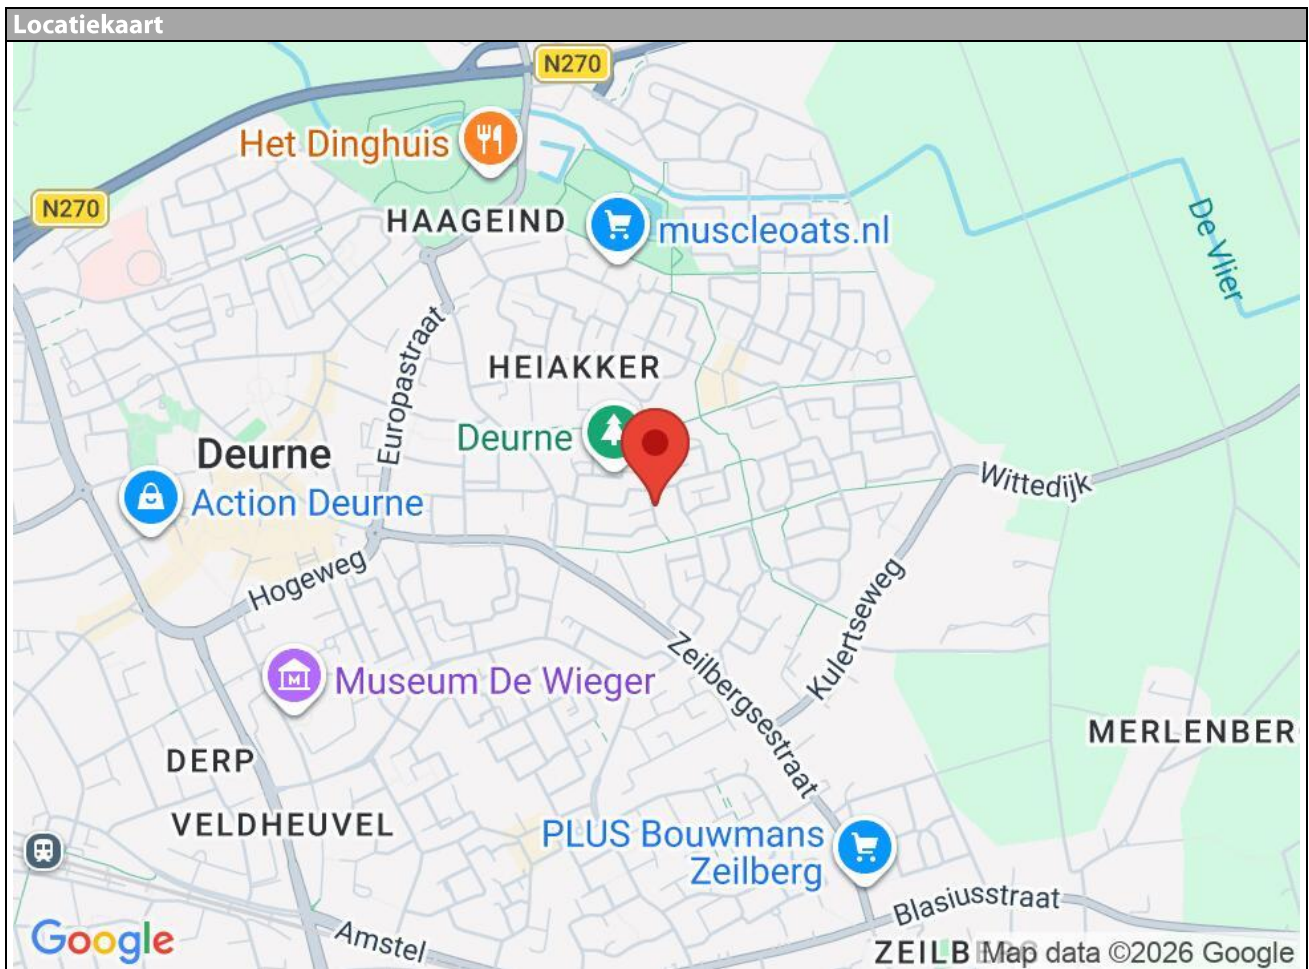 Locatiekaart
N270
Het Dinghuis
N270
HAAGEIND
muscleoats.nl
De Vlier
Europastraat
HEIAKKER
Deurne
Deurne
Action Deurne
Wittedijk
Hogeweg
Kulertseweg
Zeilbergsestraat
Museum De Wieger
MERLENBER
DERP
VELDHEUVEL
PLUS Bouwmans
Zeilberg
Blasiusstraat
Amstel
Google
ZEILB
Map data ©2026 Google